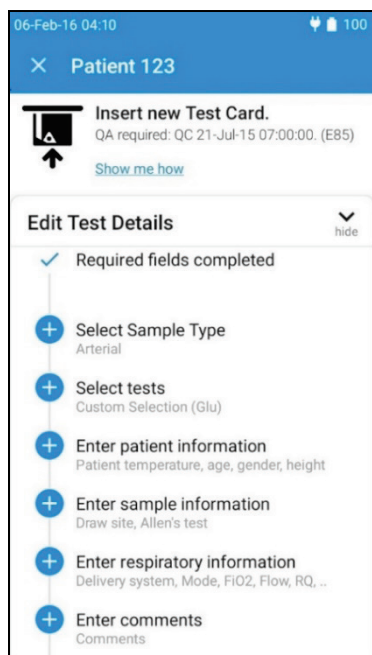 06-Feb-16 04:10 100
Patient 123
Insert new Test Card.
QA required: QC 21-Jul-15 07:00:00. (E85)
Show me how
Edit Test Details
hide
Required fields completed
Select Sample Type
Arterial
Select tests
Custom Selection (Glu)
Enter patient information
Patient temperature, age, gender, height
Enter sample information
Draw site, Allen's test
Enter respiratory information
Delivery system, Mode, FiO2, Flow, RQ, ..
Enter comments
Comments